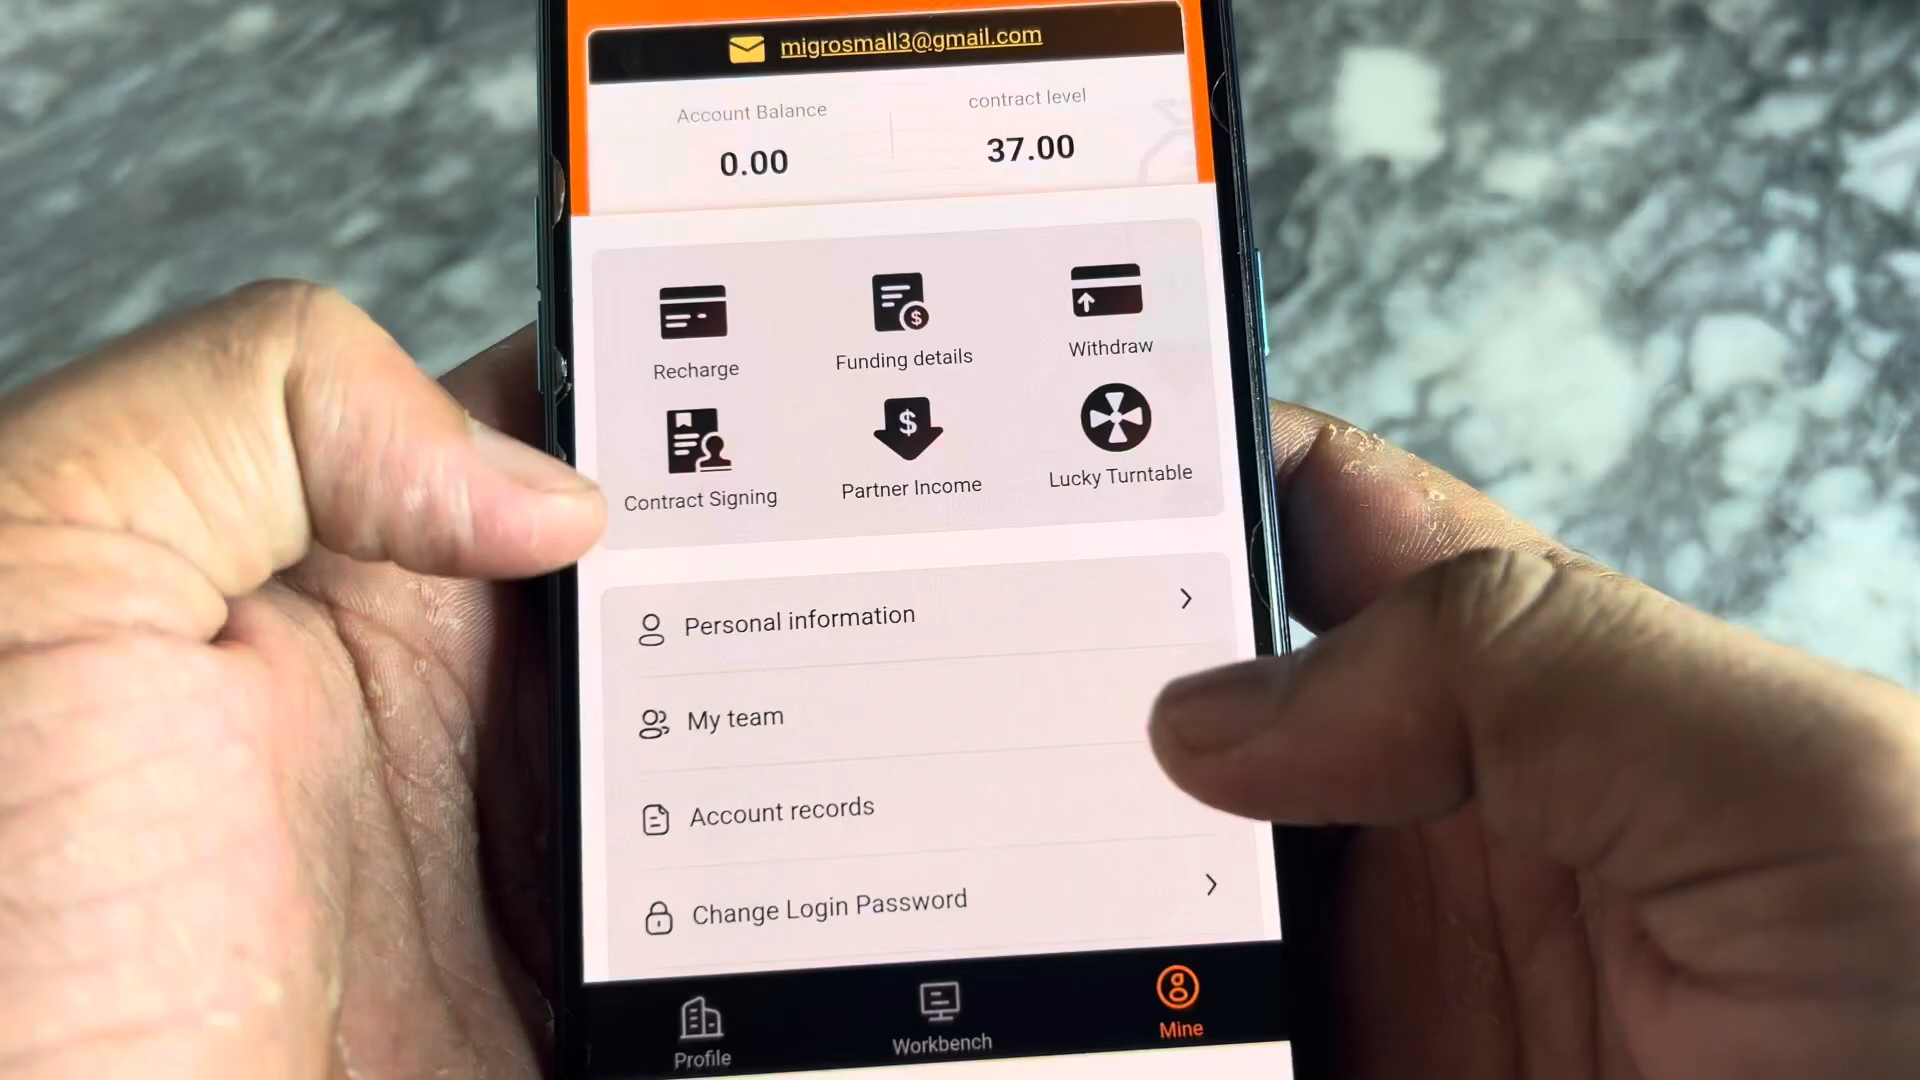 migrosmall3@gmail.com
Account Balance
contract level
0.00
37.00
Recharge
Funding details
Withdraw
Contract Signing
Partner Income
Lucky Turntable
Personal information
My team
Account records
Change Login Password
Profile
Workbench
Mine